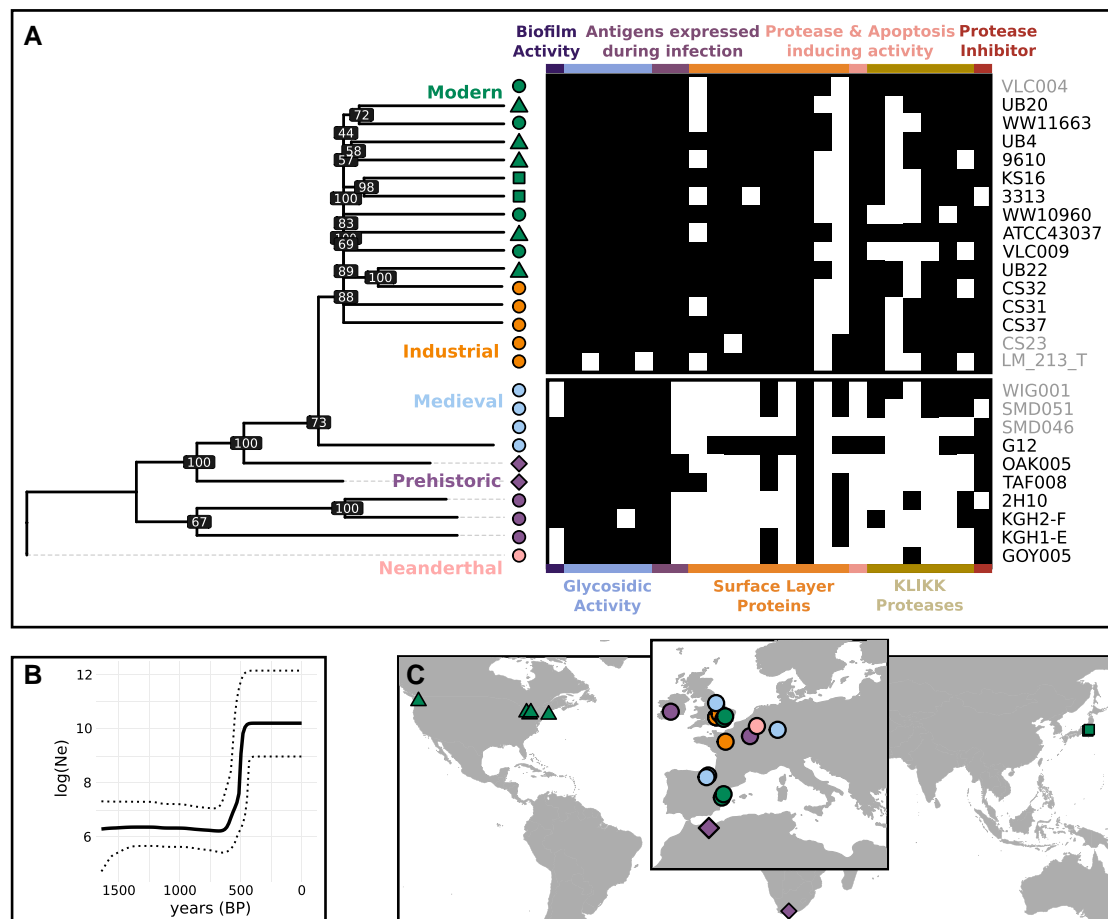 A
Biofilm Activity
Antigens expressed during infection
Protease & Apoptosis inducing activity
Protease Inhibitor
Modern
Industrial
Medieval
Prehistoric
Neanderthal
72
44
58
57
98
100
83
69
89
100
88
73
100
100
100
67
VLC004
UB20
WW11663
UB4
9610
KS16
3313
WW10960
ATCC43037
VLC009
UB22
CS32
CS31
CS37
CS23
LM_213_T
WIG001
SMD051
SMD046
G12
OAK005
TAF008
2H10
KGH2-F
KGH1-E
GOY005
Glycosidic Activity
Surface Layer Proteins
KLIKK Proteases
B
log(Ne)
12
10
8
6
1500 1000 500 0
years (BP)
C